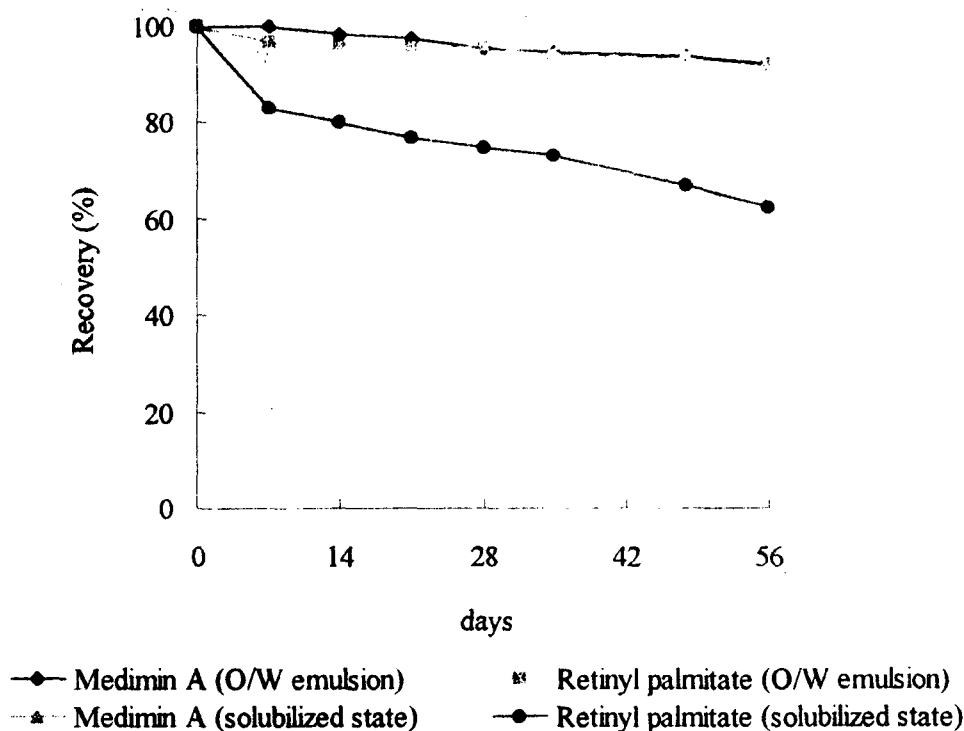 100
80
60
40
20
0
Recovery (%)
0 14 28 42 56
days
Medimin A (O/W emulsion) Retinyl palmitate (O/W emulsion)
Medimin A (solubilized state) Retinyl palmitate (solubilized state)